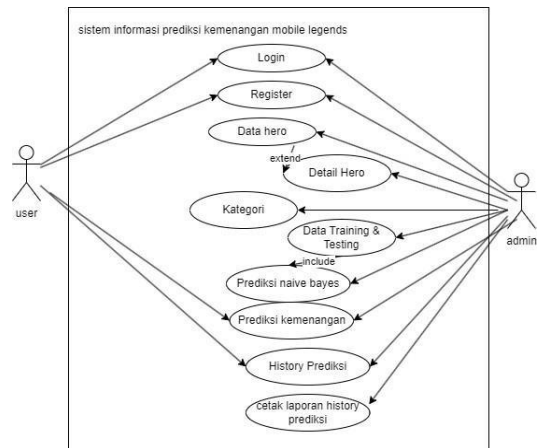 sistem informasi prediksi kemenangan mobile legends
Login
Register
Data hero
extend
Detail Hero
user
Kategori
admin
Data Training &
Testing
include
Prediksi naive bayes
Prediksi kemenangan
History Prediksi
cetak laporan history
prediksi